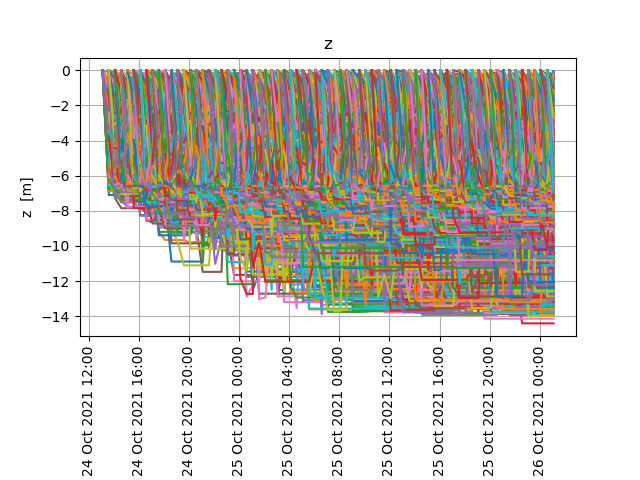 z
0
−2
−4
−6
−8
−10
−12
−14
z [m]
24 Oct 2021 12:00
24 Oct 2021 16:00
24 Oct 2021 20:00
25 Oct 2021 00:00
25 Oct 2021 04:00
25 Oct 2021 08:00
25 Oct 2021 12:00
25 Oct 2021 16:00
25 Oct 2021 20:00
26 Oct 2021 00:00